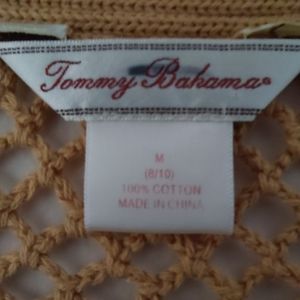 Tommy Bahama®
M
(8/10)
100% COTTON
MADE IN CHINA